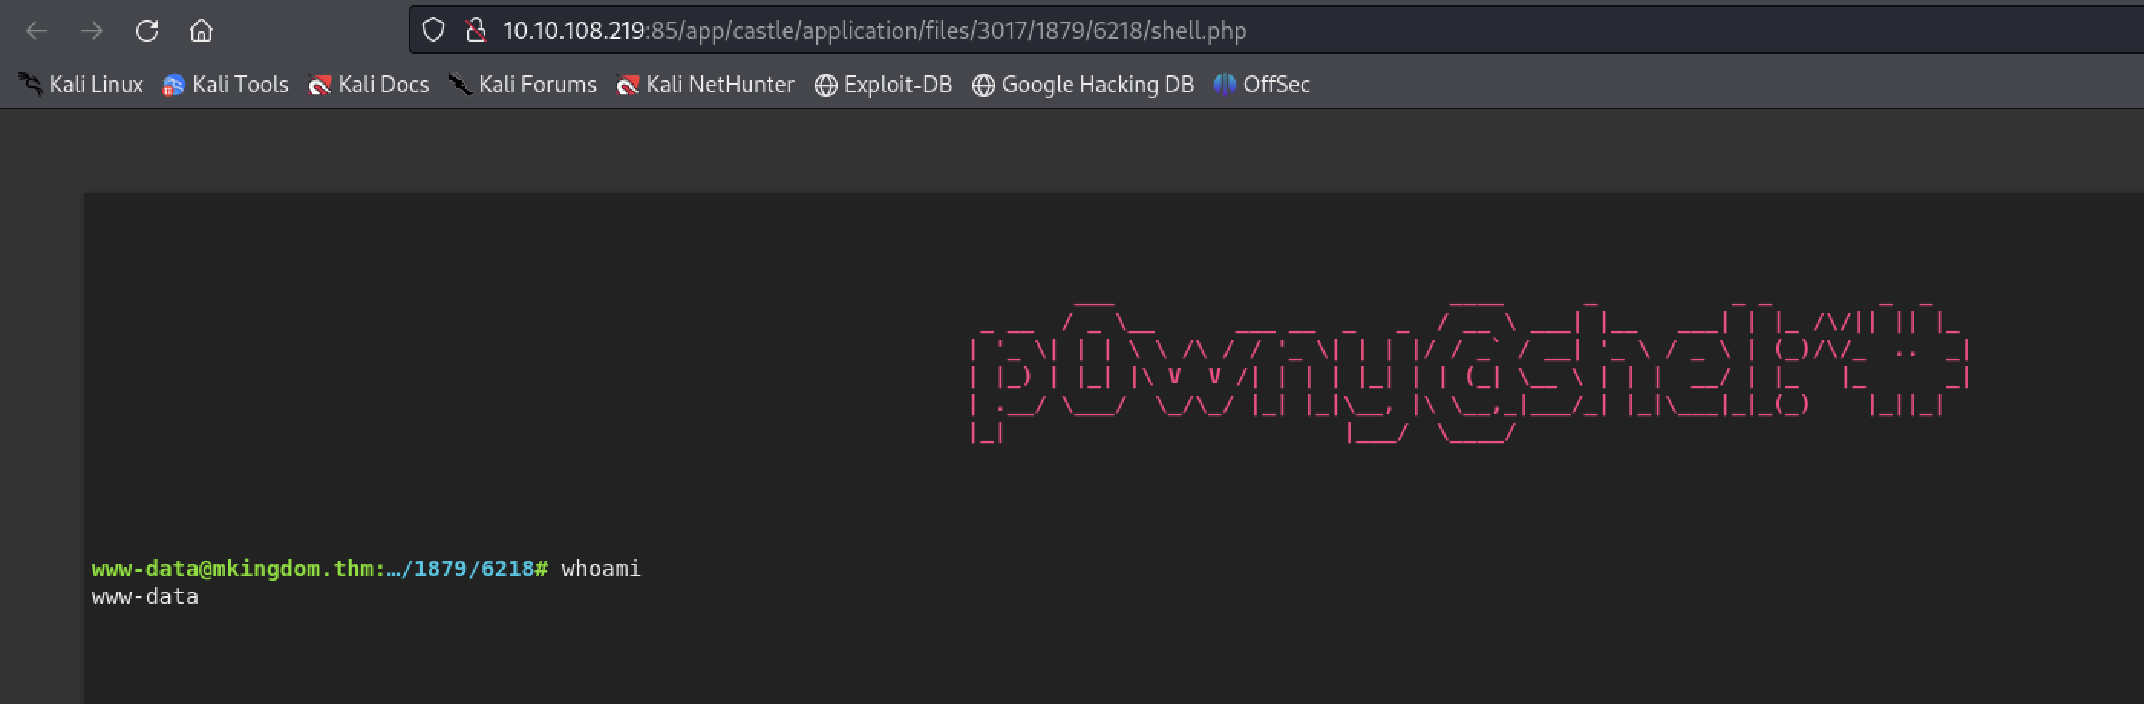 10.10.108.219:85/app/castle/application/files/3017/1879/6218/shell.php
Kali Linux Kali Tools Kali Docs Kali Forums Kali NetHunter Exploit-DB Google Hacking DB OffSec
p0wny@shell:~#
www-data@mkingdom.thm:…/1879/6218# whoami
www-data